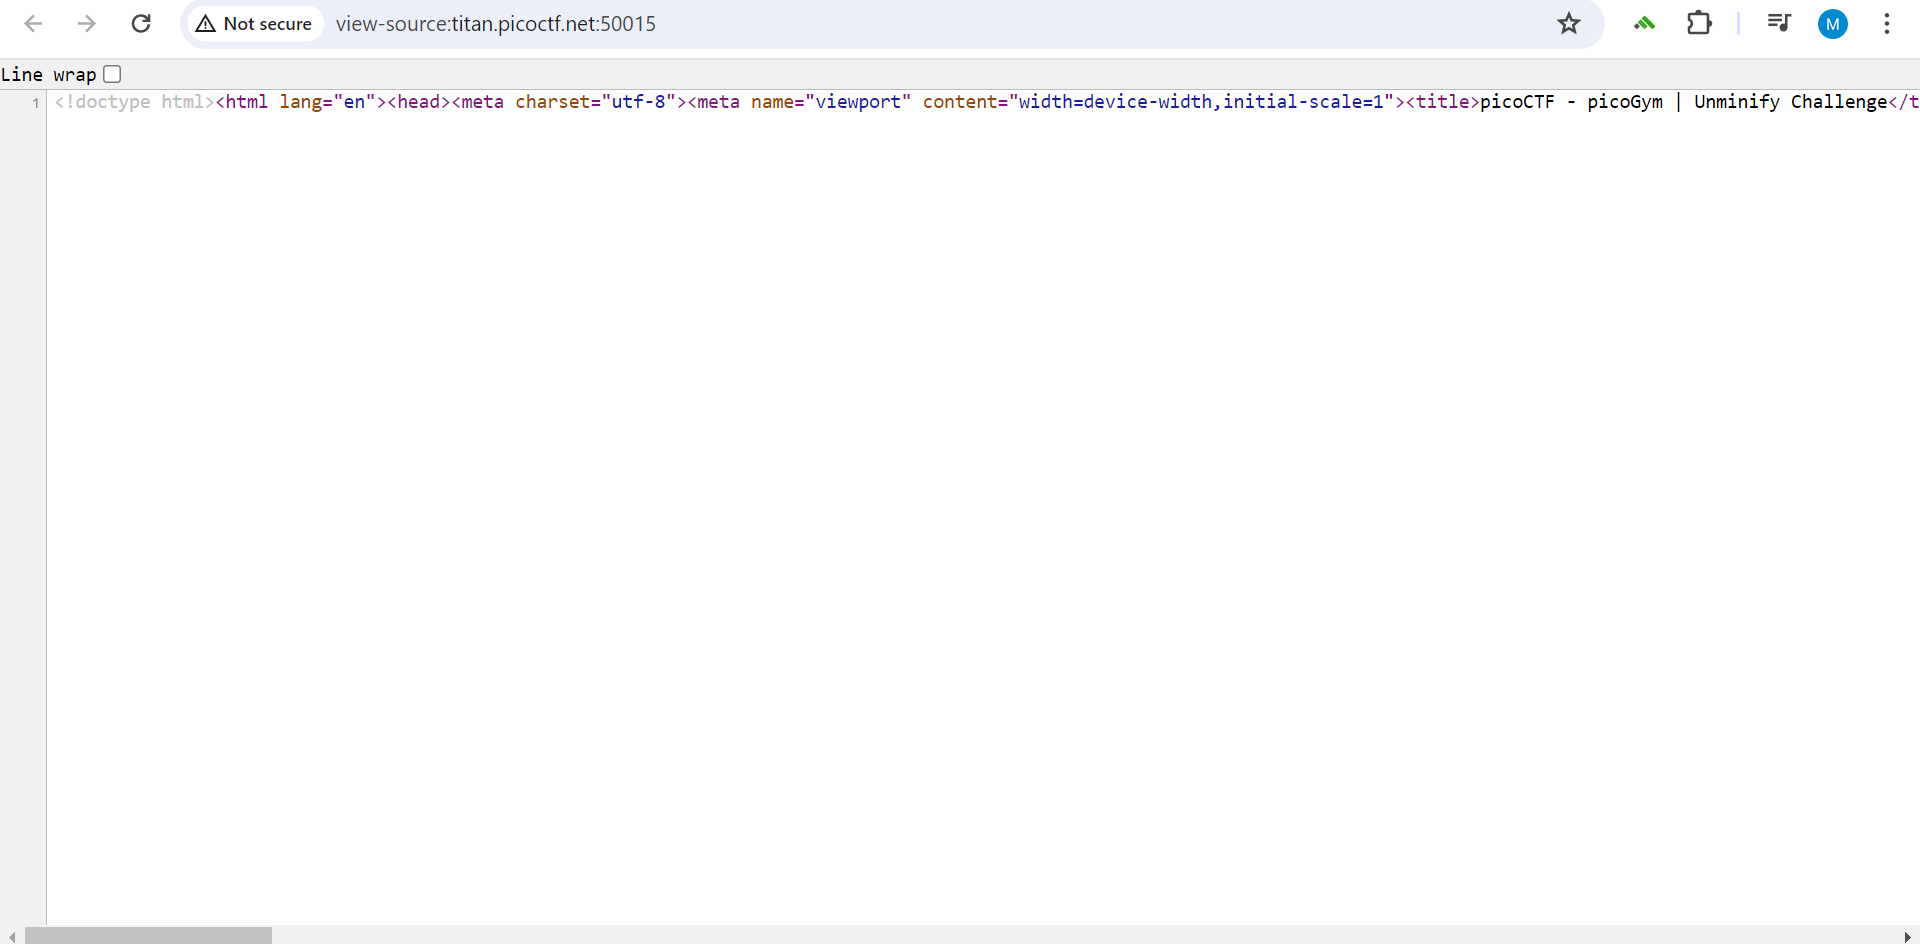 Not secure view-source:titan.picoctf.net:50015 M
Line wrap
1 <!doctype html><html lang="en"><head><meta charset="utf-8"><meta name="viewport" content="width=device-width,initial-scale=1"><title>picoCTF - picoGym | Unminify Challenge</t